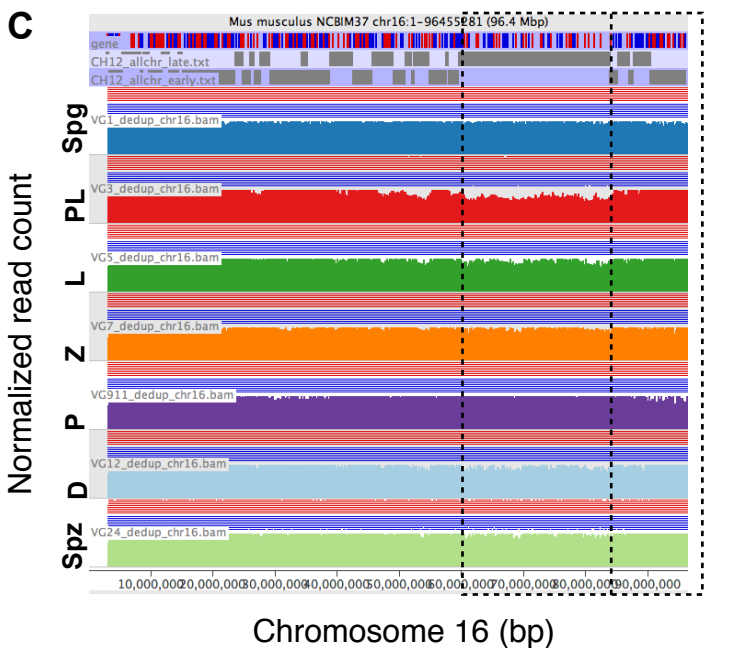 C
Mus musculus NCBIM37 chr16:1-96455281 (96.4 Mbp)
gene
CH12_allchr_late.txt
CH12_allchr_early.txt
Normalized read count
Spg
VG1_dedup_chr16.bam
PL
VG3_dedup_chr16.bam
L
VG5_dedup_chr16.bam
Z
VG7_dedup_chr16.bam
P
VG911_dedup_chr16.bam
D
VG12_dedup_chr16.bam
Spz
VG24_dedup_chr16.bam
10,000,000 20,000,000 30,000,000 40,000,000 50,000,000 60,000,000 70,000,000 80,000,000 90,000,000
Chromosome 16 (bp)